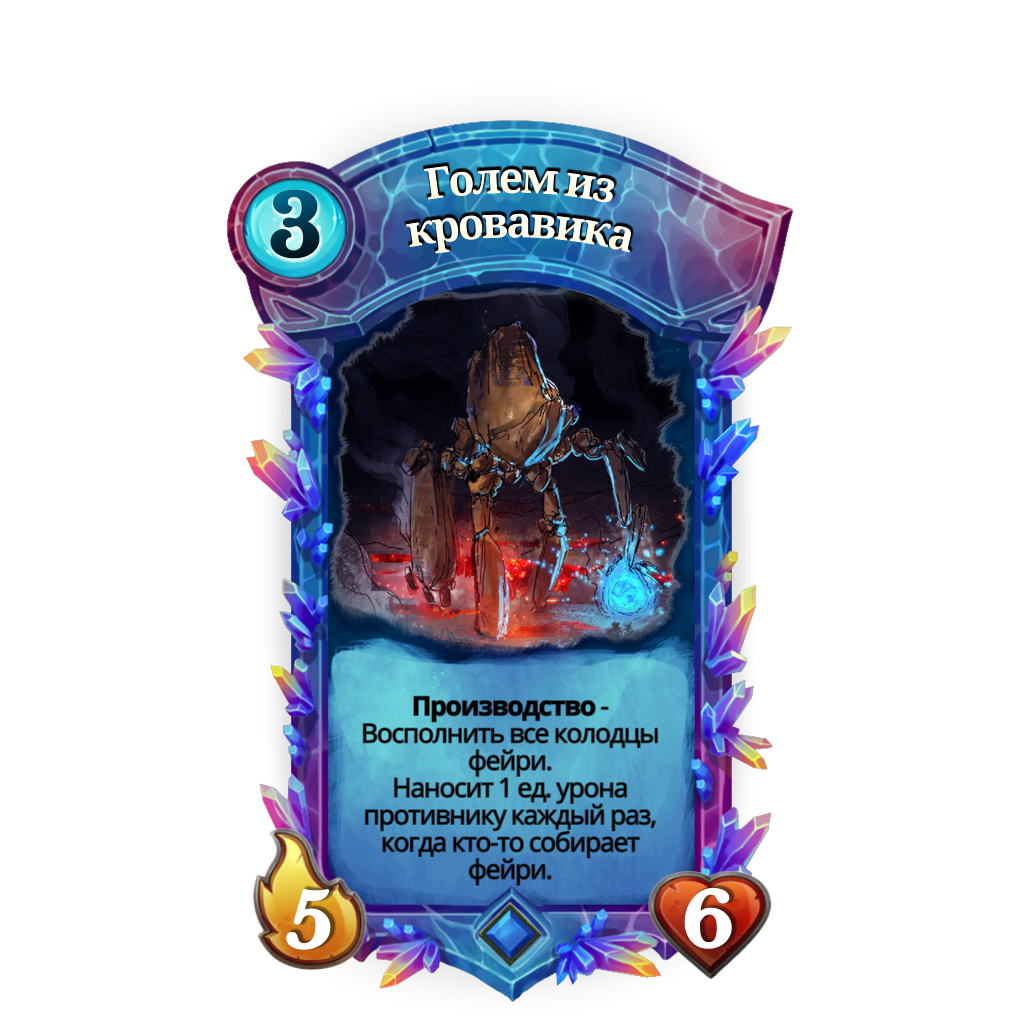 3
Голем из
кровавика
Производство -
Восполнить все колодцы
фейри.
Наносит 1 ед. урона
противнику каждый раз,
когда кто-то собирает
фейри.
5
6